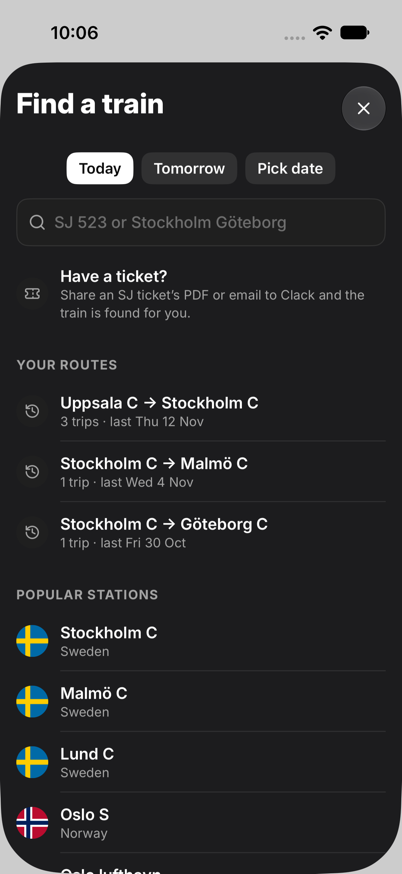 10:06
Find a train
Today
Tomorrow
Pick date
SJ 523 or Stockholm Göteborg
Have a ticket?
Share an SJ ticket’s PDF or email to Clack and the
train is found for you.
YOUR ROUTES
Uppsala C → Stockholm C
3 trips · last Thu 12 Nov
Stockholm C → Malmö C
1 trip · last Wed 4 Nov
Stockholm C → Göteborg C
1 trip · last Fri 30 Oct
POPULAR STATIONS
Stockholm C
Sweden
Malmö C
Sweden
Lund C
Sweden
Oslo S
Norway